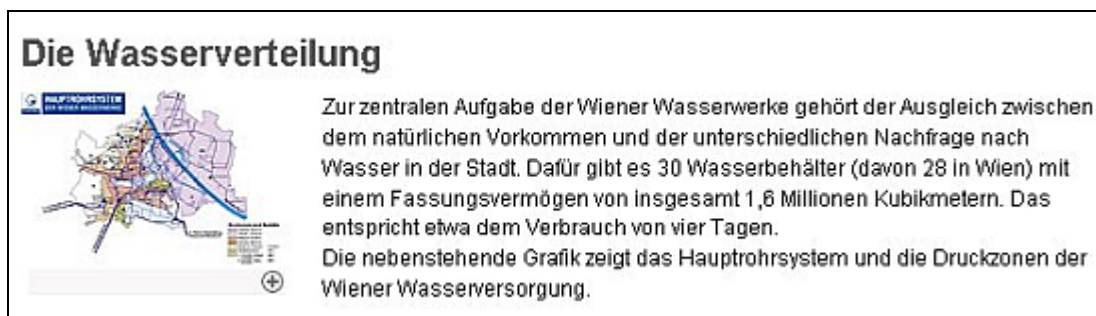 Die Wasserverteilung
HAUPTROHRSYSTEM
DER WIENER WASSERWERKE
Zur zentralen Aufgabe der Wiener Wasserwerke gehört der Ausgleich zwischen
dem natürlichen Vorkommen und der unterschiedlichen Nachfrage nach
Wasser in der Stadt. Dafür gibt es 30 Wasserbehälter (davon 28 in Wien) mit
einem Fassungsvermögen von insgesamt 1,6 Millionen Kubikmetern. Das
entspricht etwa dem Verbrauch von vier Tagen.
Die nebenstehende Grafik zeigt das Hauptrohrsystem und die Druckzonen der
Wiener Wasserversorgung.